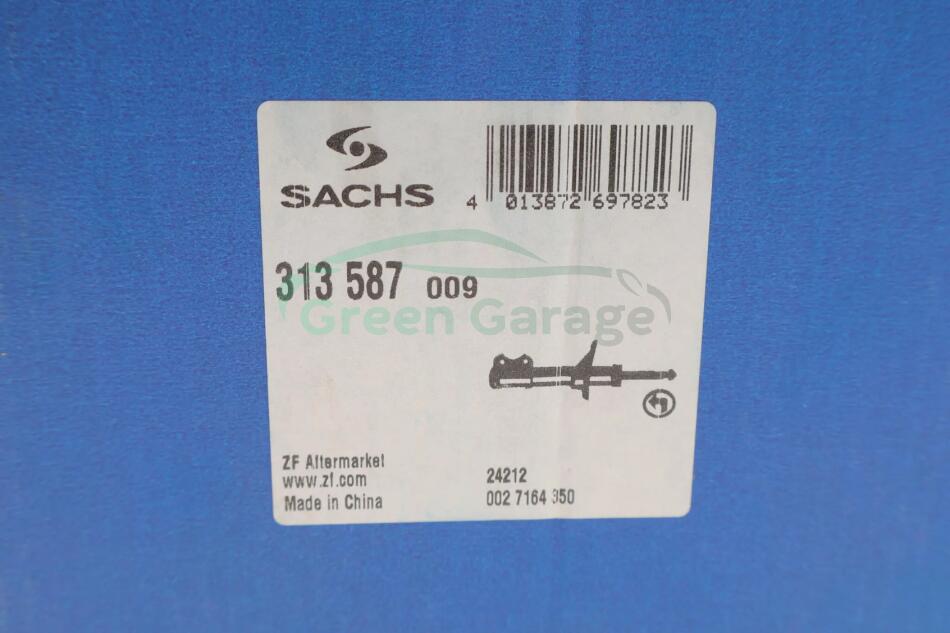 SACHS
4 013872 697823
313 587 009
Green Garage
ZF Aftermarket
www.zf.com
Made in China
24212
002 7164 350